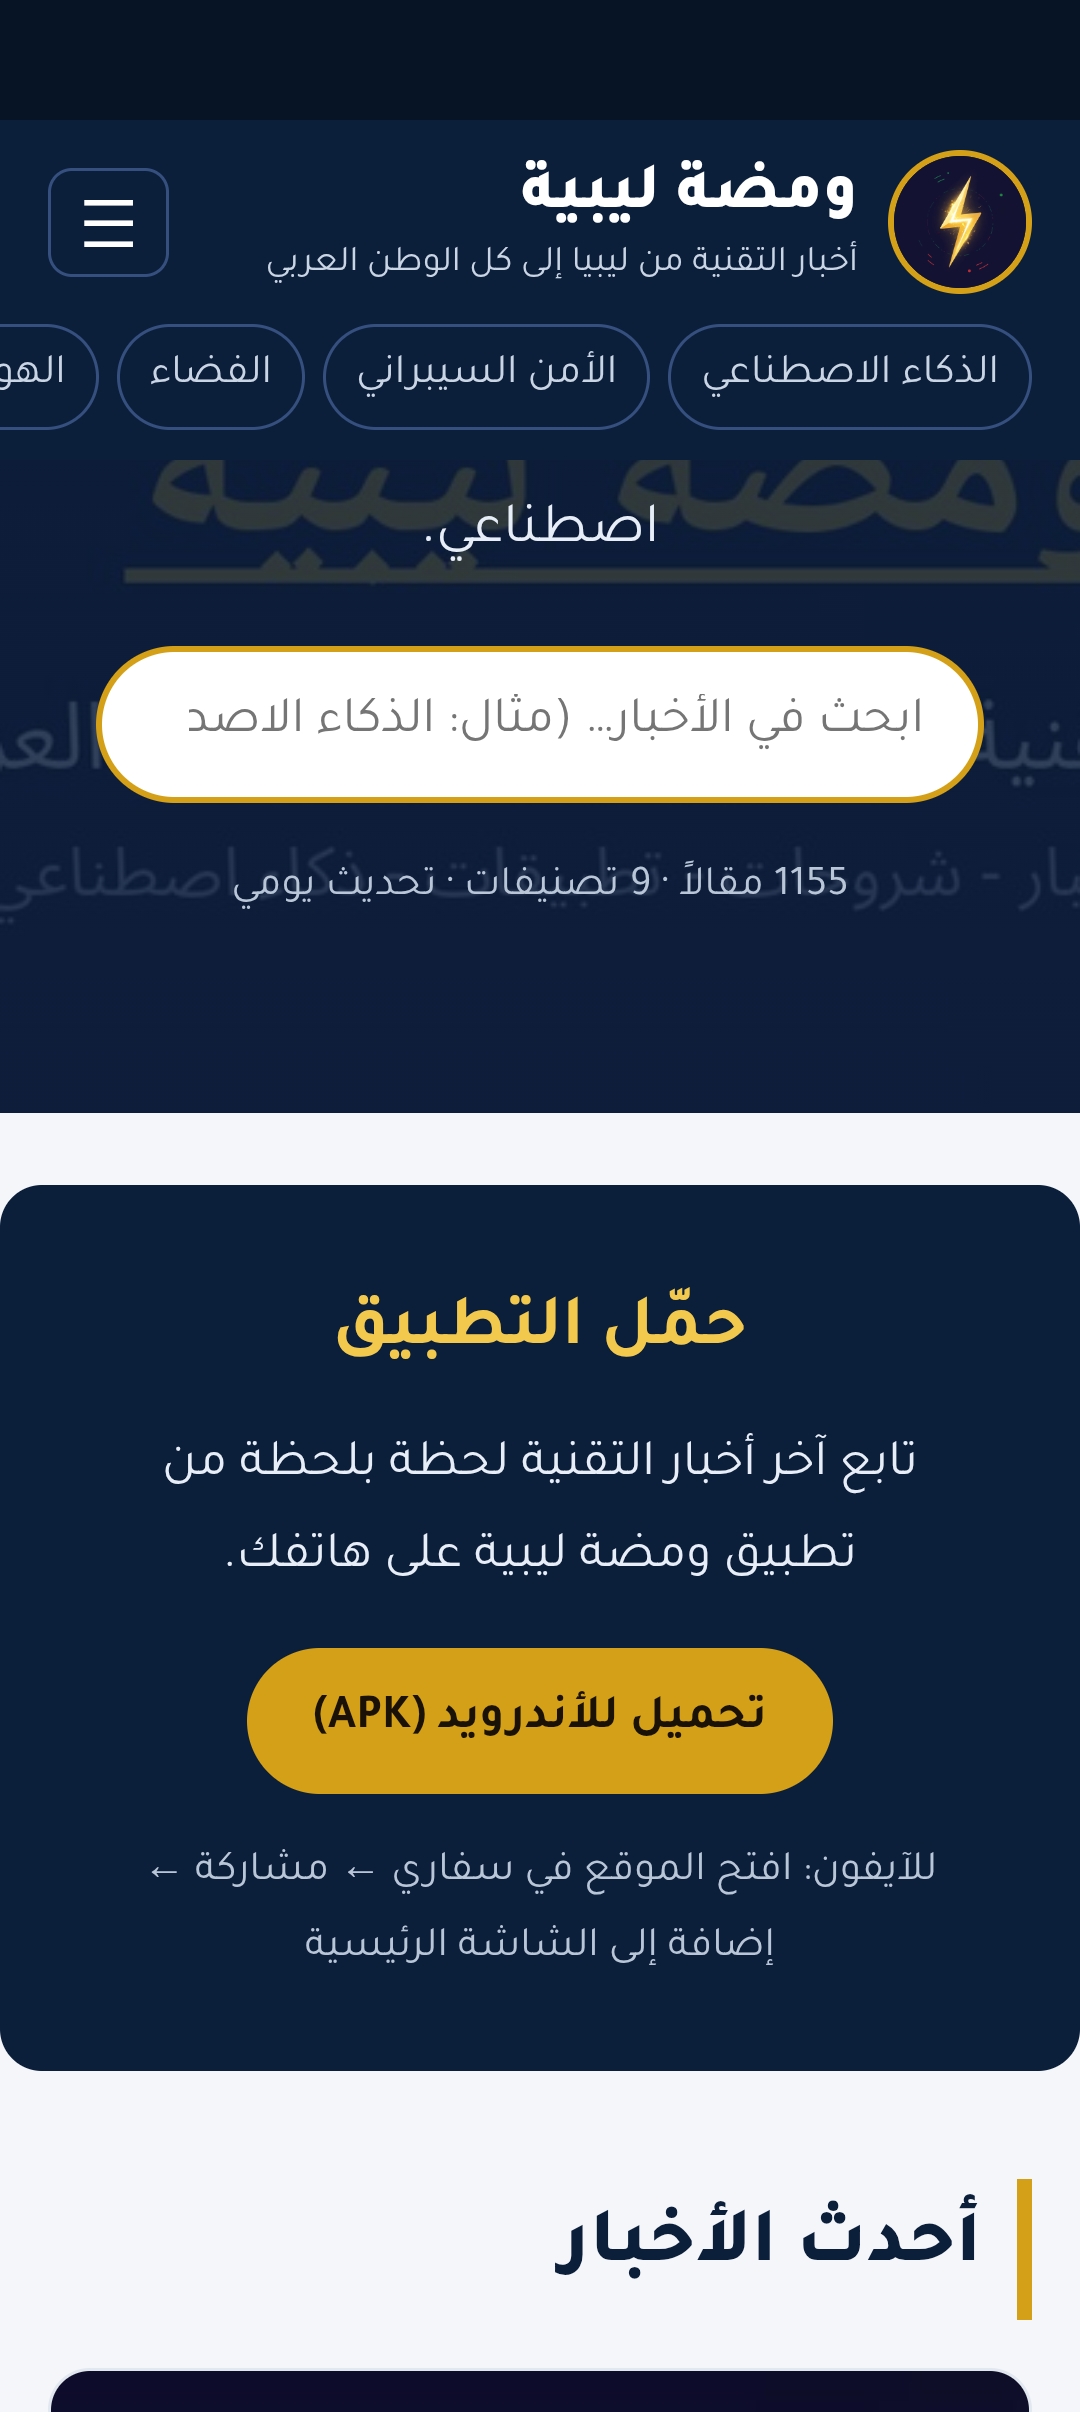 ومضة ليبية
أخبار التقنية من ليبيا إلى كل الوطن العربي
☰
الذكاء الاصطناعي
الأمن السيبراني
الفضاء
الهو
ومضة ليبية
اصطناعي.
ابحث في الأخبار... (مثال: الذكاء الاصد
1155 مقالاً · 9 تصنيفات · تحديث يومي
حمّل التطبيق
تابع آخر أخبار التقنية لحظة بلحظة من
تطبيق ومضة ليبية على هاتفك.
تحميل للأندرويد (APK)
للآيفون: افتح الموقع في سفاري ← مشاركة ←
إضافة إلى الشاشة الرئيسية
أحدث الأخبار